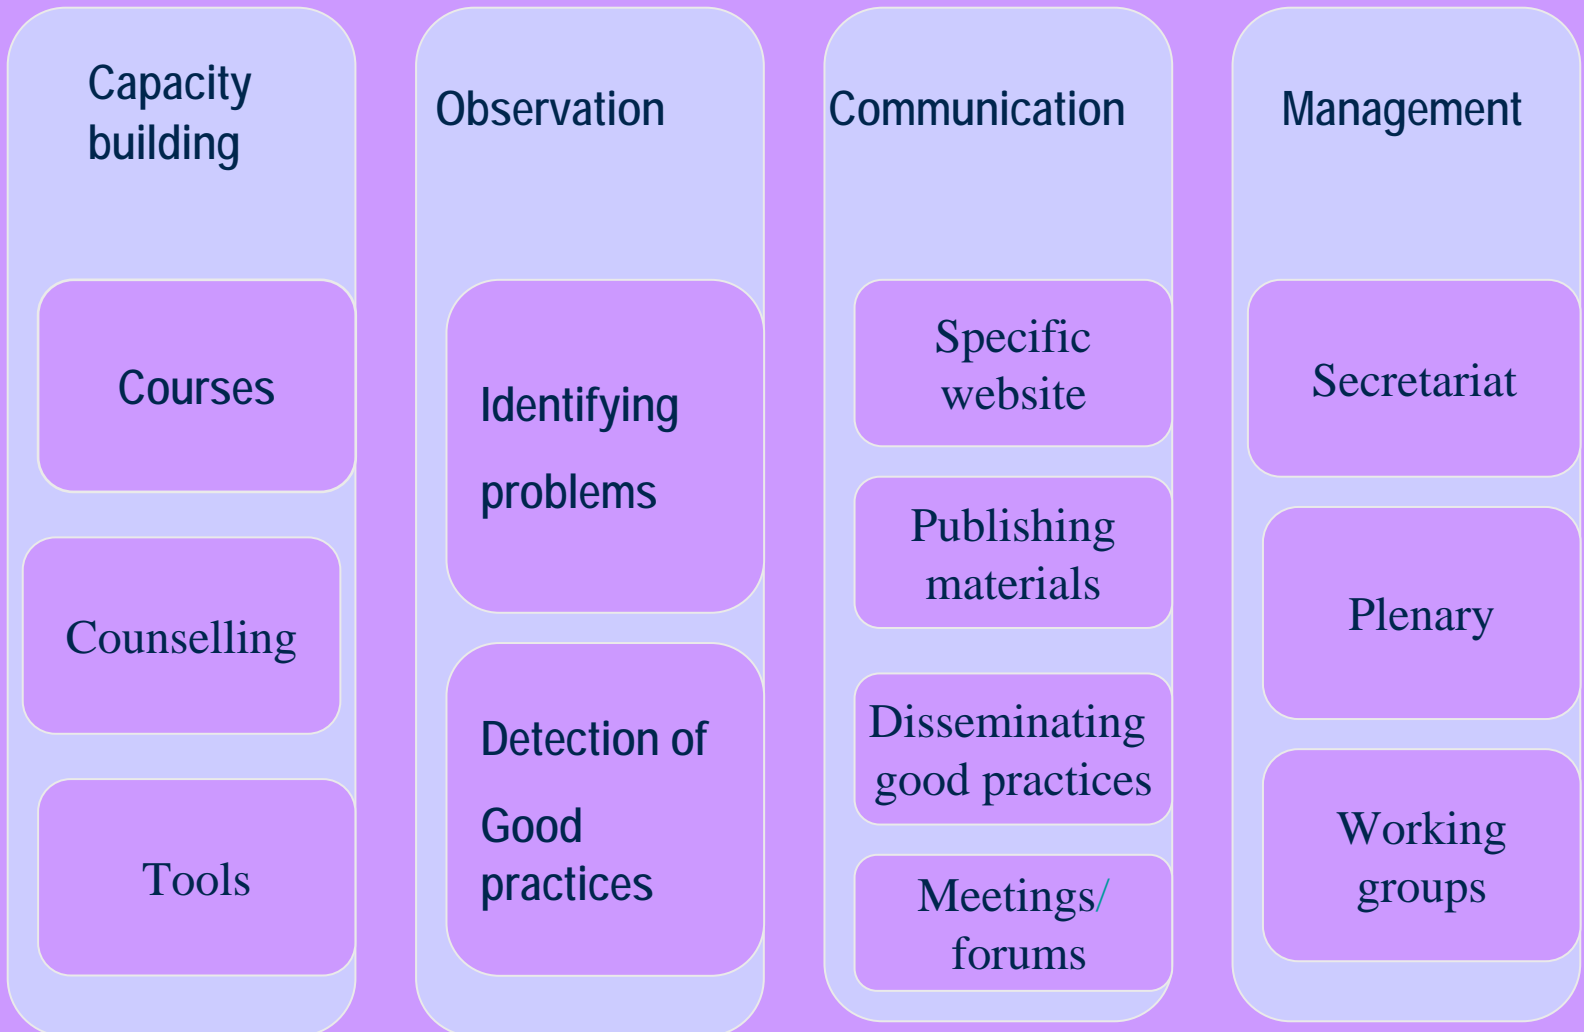 Capacity
building
Courses
Counselling
Tools
Observation
Identifying
problems
Detection of
Good
practices
Communication
Specific
website
Publishing
materials
Disseminating
good practices
Meetings/
forums
Management
Secretariat
Plenary
Working
groups